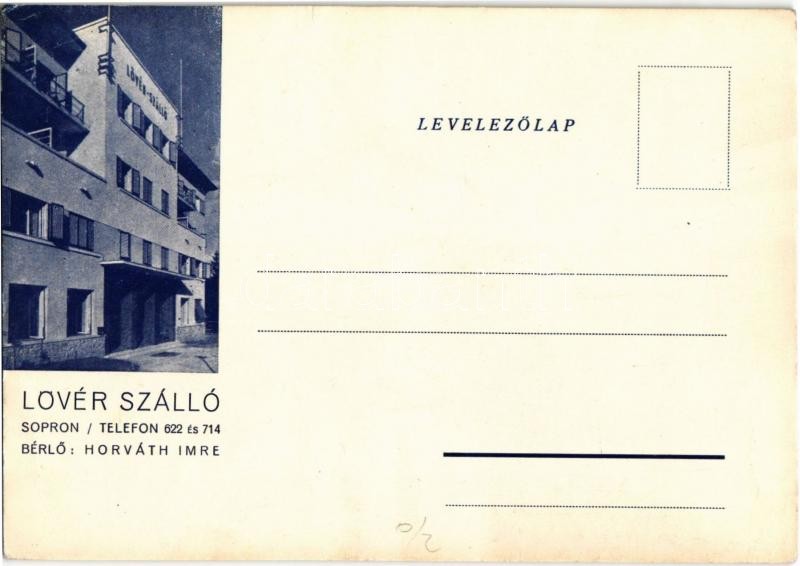 LÖVÉR-SZÁLLÓ
LEVELEZŐLAP
LÖVÉR SZÁLLÓ
SOPRON / TELEFON 622 és 714
BÉRLŐ: HORVÁTH IMRE